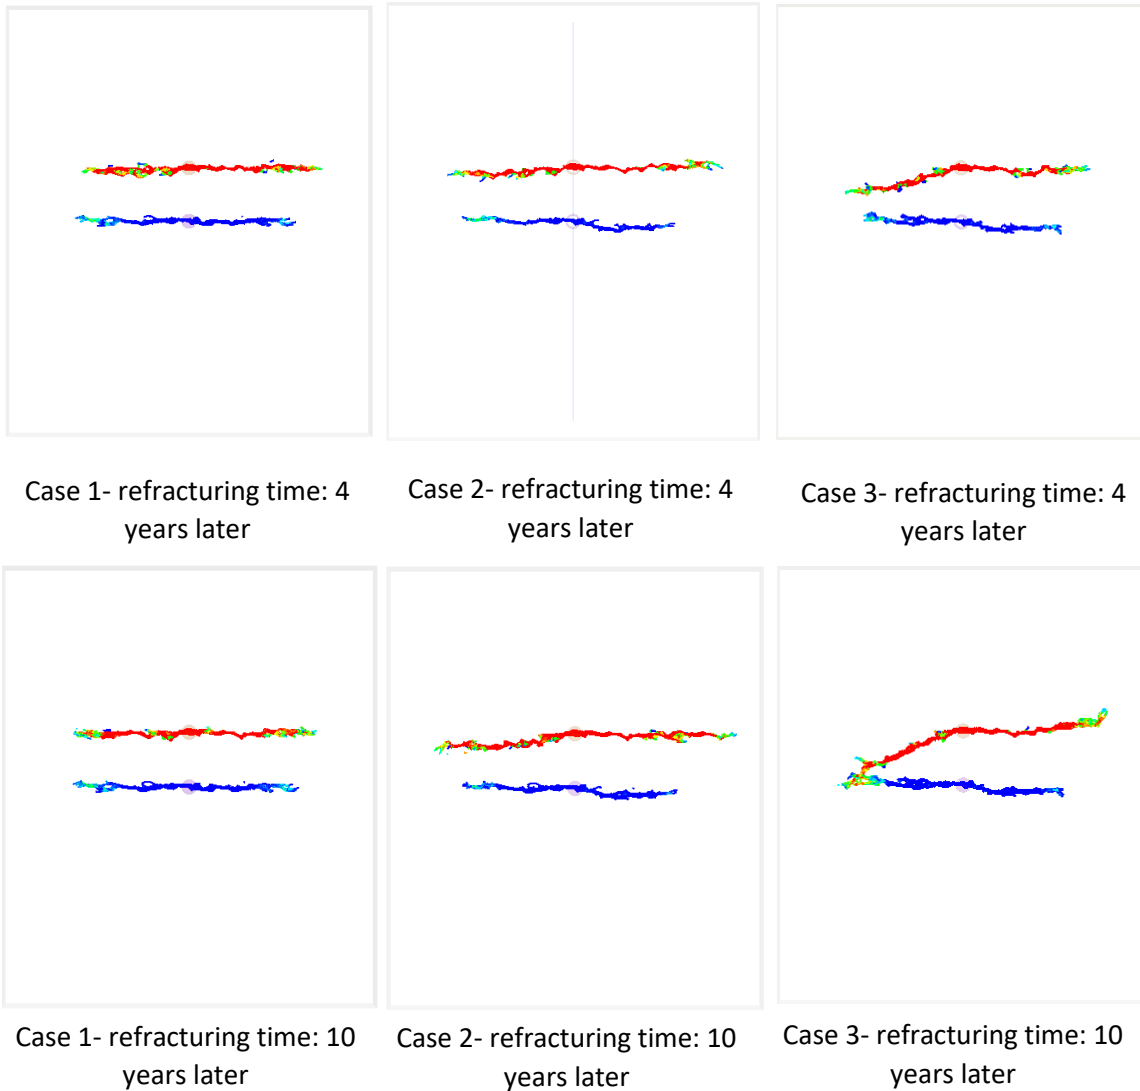 Case 1- refracturing time: 4
years later
Case 2- refracturing time: 4
years later
Case 3- refracturing time: 4
years later
Case 1- refracturing time: 10
years later
Case 2- refracturing time: 10
years later
Case 3- refracturing time: 10
years later